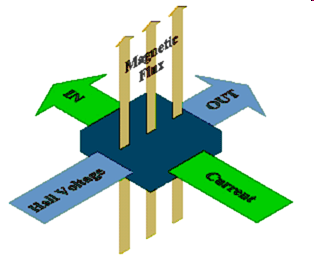 Magnetic
Flux
IN
OUT
Hall Voltage
Current